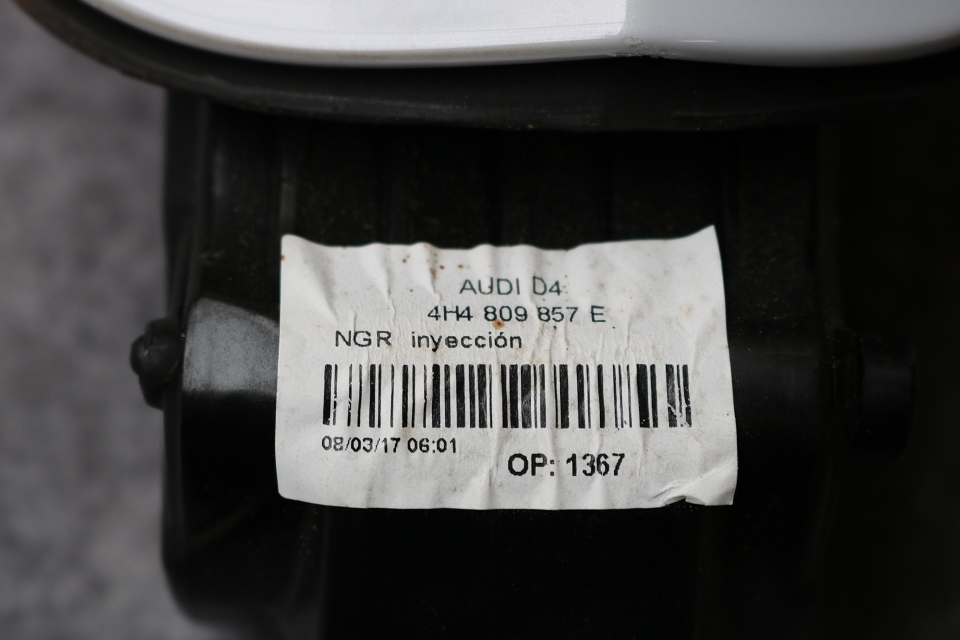 AUDI D4
4H4 809 857 E
NGR inyección
08/03/17 06:01
OP: 1367